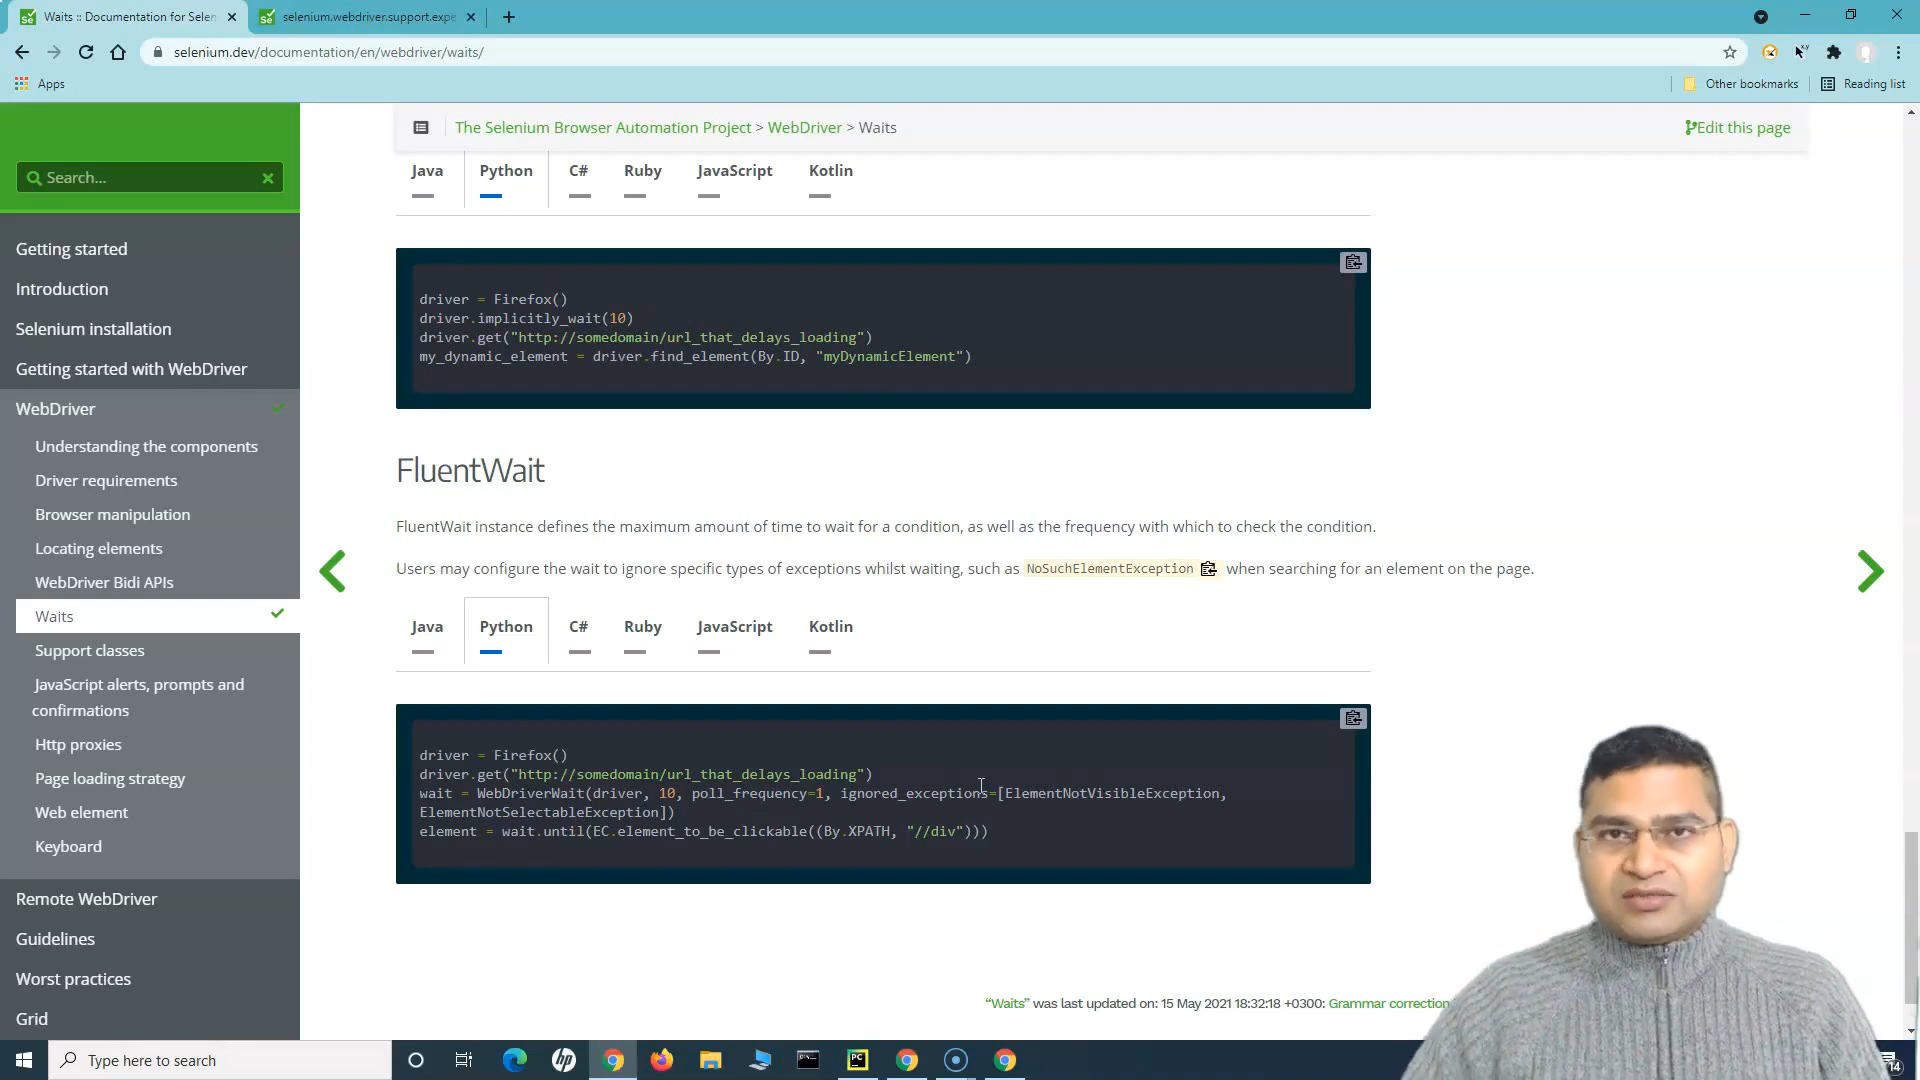 Waits :: Documentation for Selen
selenium.webdriver.support.expe
selenium.dev/documentation/en/webdriver/waits/
Apps
Other bookmarks
Reading list
Search...
Getting started
Introduction
Selenium installation
Getting started with WebDriver
WebDriver
Understanding the components
Driver requirements
Browser manipulation
Locating elements
WebDriver Bidi APIs
Waits
Support classes
JavaScript alerts, prompts and
confirmations
Http proxies
Page loading strategy
Web element
Keyboard
Remote WebDriver
Guidelines
Worst practices
Grid
The Selenium Browser Automation Project > WebDriver > Waits
Edit this page
Java Python C# Ruby JavaScript Kotlin
driver = Firefox()
driver.implicitly_wait(10)
driver.get("http://somedomain/url_that_delays_loading")
my_dynamic_element = driver.find_element(By.ID, "myDynamicElement")
FluentWait
FluentWait instance defines the maximum amount of time to wait for a condition, as well as the frequency with which to check the condition.
Users may configure the wait to ignore specific types of exceptions whilst waiting, such as NoSuchElementException when searching for an element on the page.
Java Python C# Ruby JavaScript Kotlin
driver = Firefox()
driver.get("http://somedomain/url_that_delays_loading")
wait = WebDriverWait(driver, 10, poll_frequency=1, ignored_exceptions=[ElementNotVisibleException,
ElementNotSelectableException])
element = wait.until(EC.element_to_be_clickable((By.XPATH, "//div")))
“Waits” was last updated on: 15 May 2021 18:32:18 +0300: Grammar correction
Type here to search
hp
PC
14